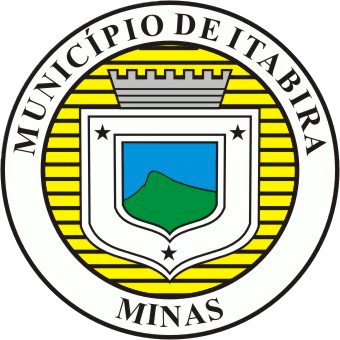 MUNICÍPIO DE ITABIRA
MINAS